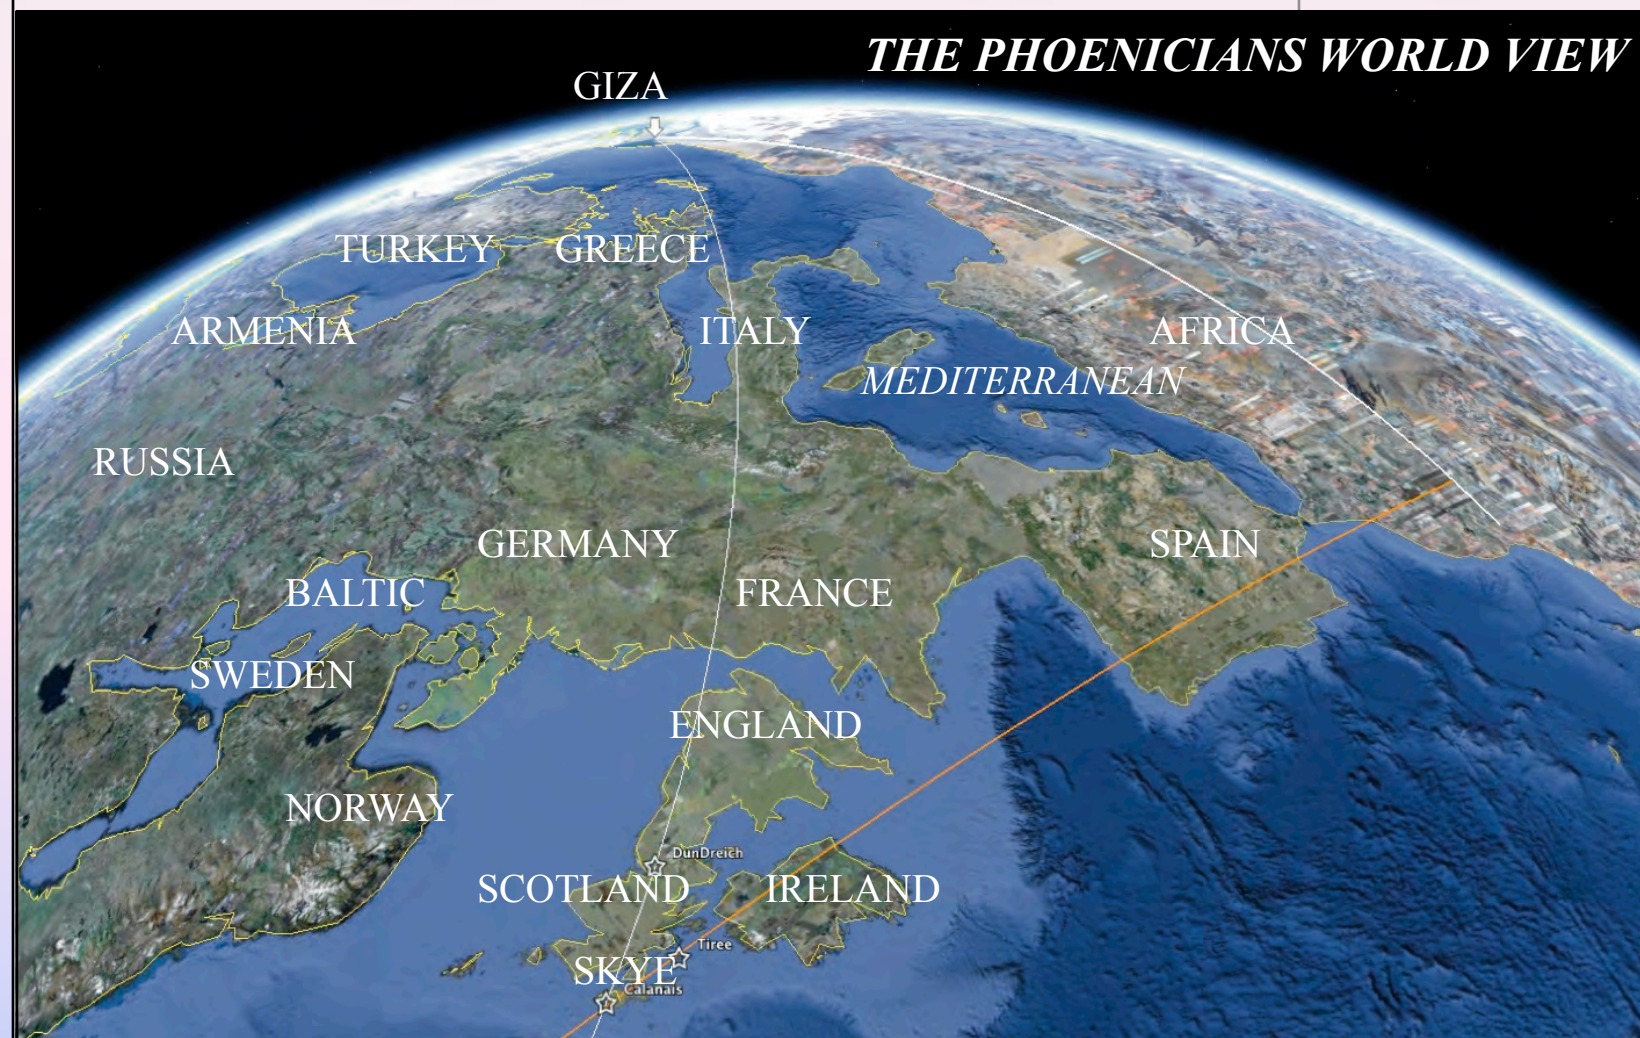 THE PHOENICIANS WORLD VIEW
GIZA
TURKEY
GREECE
ARMENIA
ITALY
AFRICA
MEDITERRANEAN
RUSSIA
GERMANY
SPAIN
BALTIC
FRANCE
SWEDEN
ENGLAND
NORWAY
DunDreich
SCOTLAND
IRELAND
Tiree
SKYE
Calanais